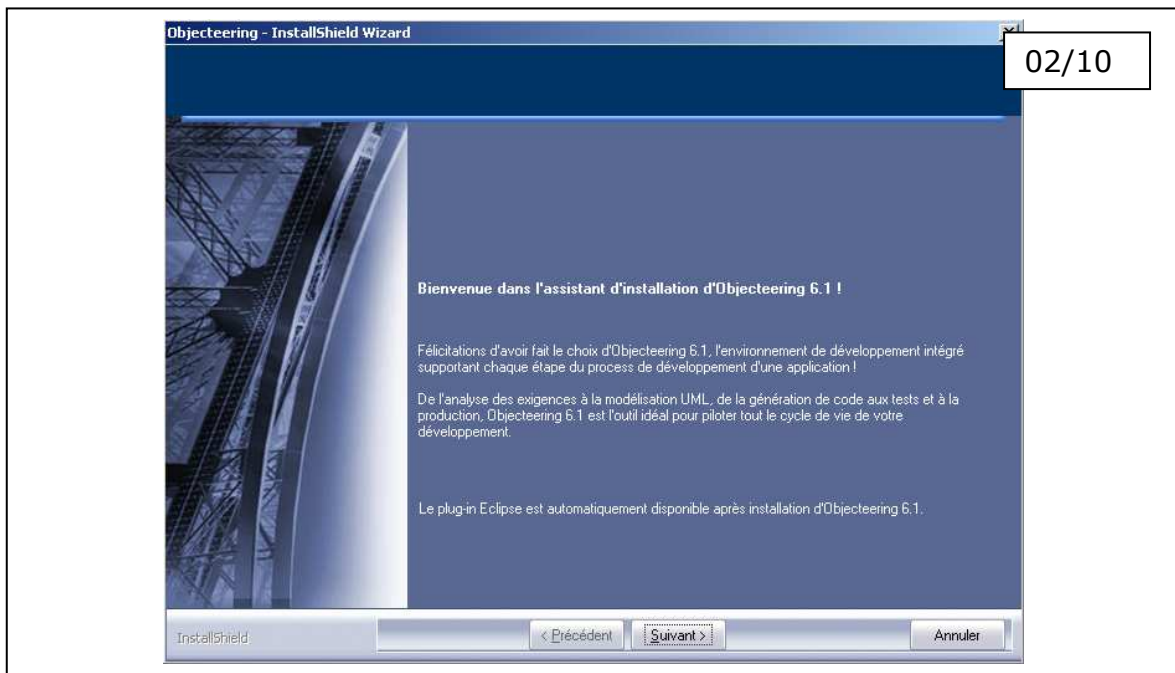 Objecteering - InstallShield Wizard
02/10
Bienvenue dans l'assistant d'installation d'Objecteering 6.1 !
Félicitations d'avoir fait le choix d'Objecteering 6.1, l'environnement de développement intégré
supportant chaque étape du process de développement d'une application !
De l'analyse des exigences à la modélisation UML, de la génération de code aux tests et à la
production, Objecteering 6.1 est l'outil idéal pour piloter tout le cycle de vie de votre
développement.
Le plug-in Eclipse est automatiquement disponible après installation d'Objecteering 6.1.
InstallShield
< Précédent
Suivant >
Annuler